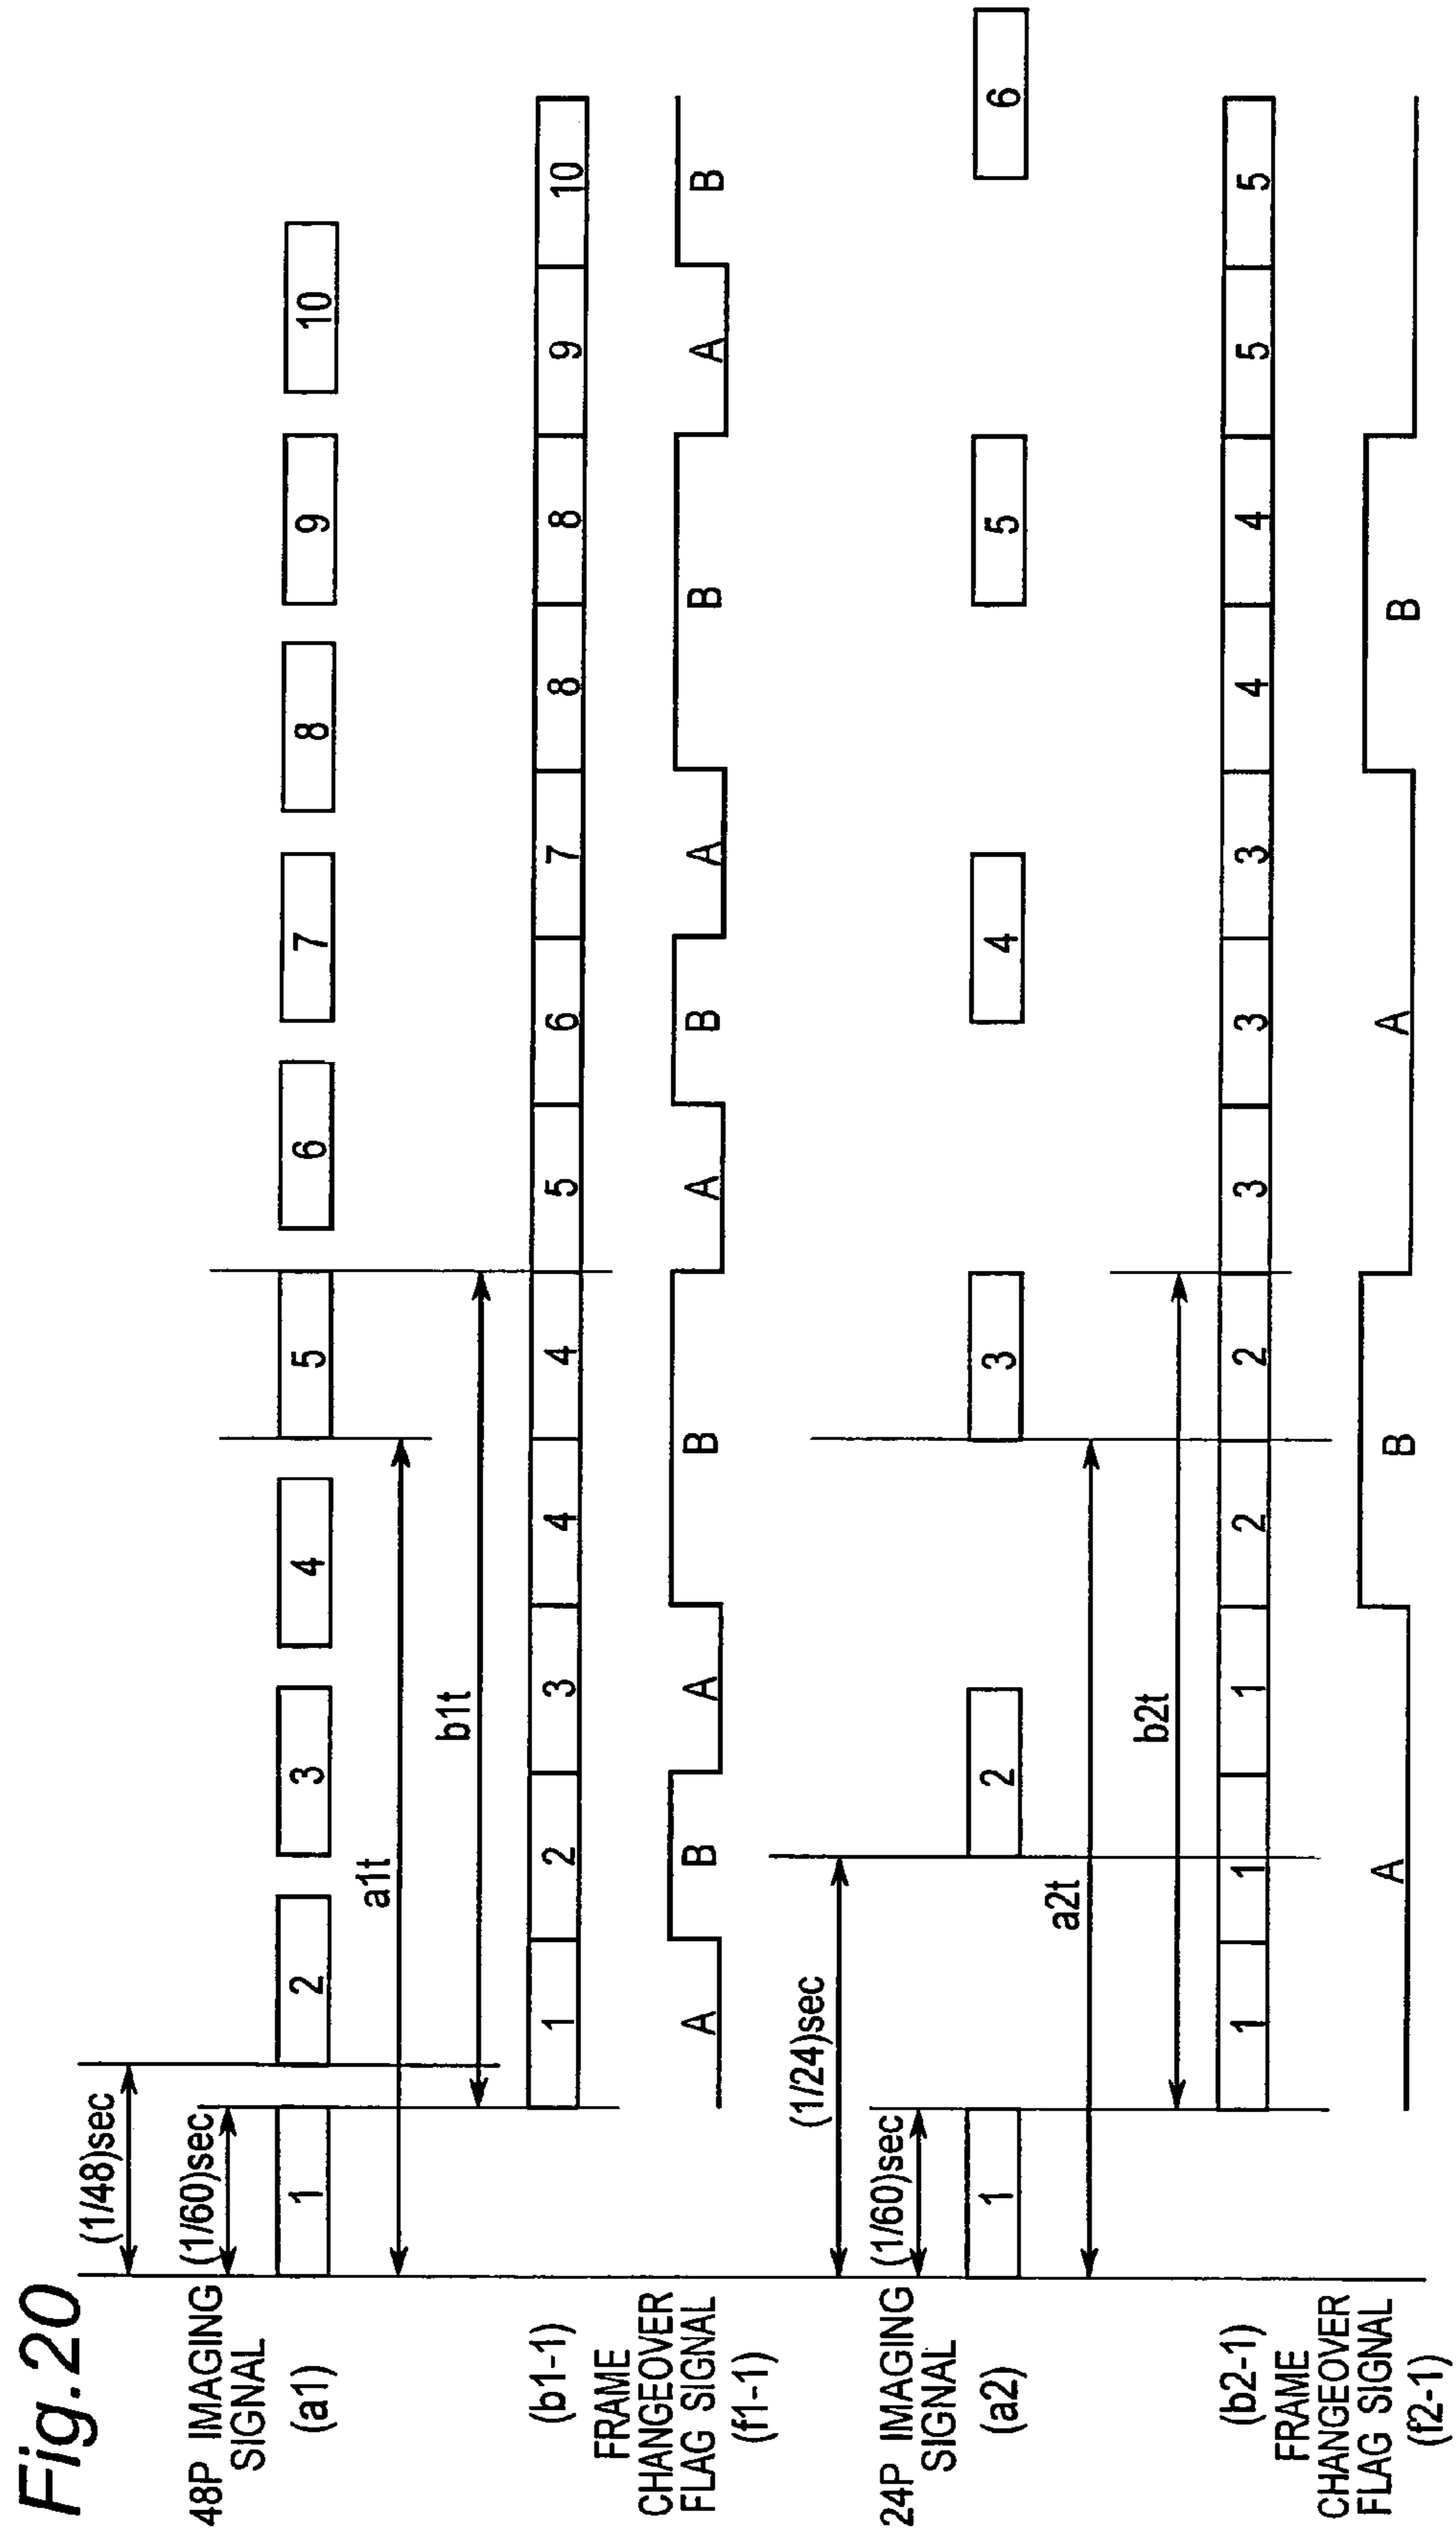 Fig.20
(1/48)sec
(1/60)sec
48P IMAGING
SIGNAL
(a1)
1 2 3 4 5 6 7 8 9 10
a1t
b1t
(b1-1)
1 2 3 4 4 5 6 7 8 8 9 10
FRAME
CHANGEOVER
FLAG SIGNAL
(f1-1)
A B A B A B A B A B
(1/24)sec
(1/60)sec
24P IMAGING
SIGNAL
(a2)
1 2 3 4 5 6
a2t
b2t
(b2-1)
1 1 1 2 2 3 3 3 4 4 5 5
FRAME
CHANGEOVER
FLAG SIGNAL
(f2-1)
A B A B